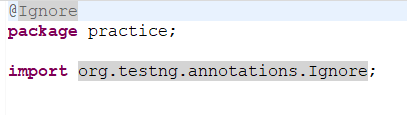 @Ignore
package practice;
import org.testng.annotations.Ignore;